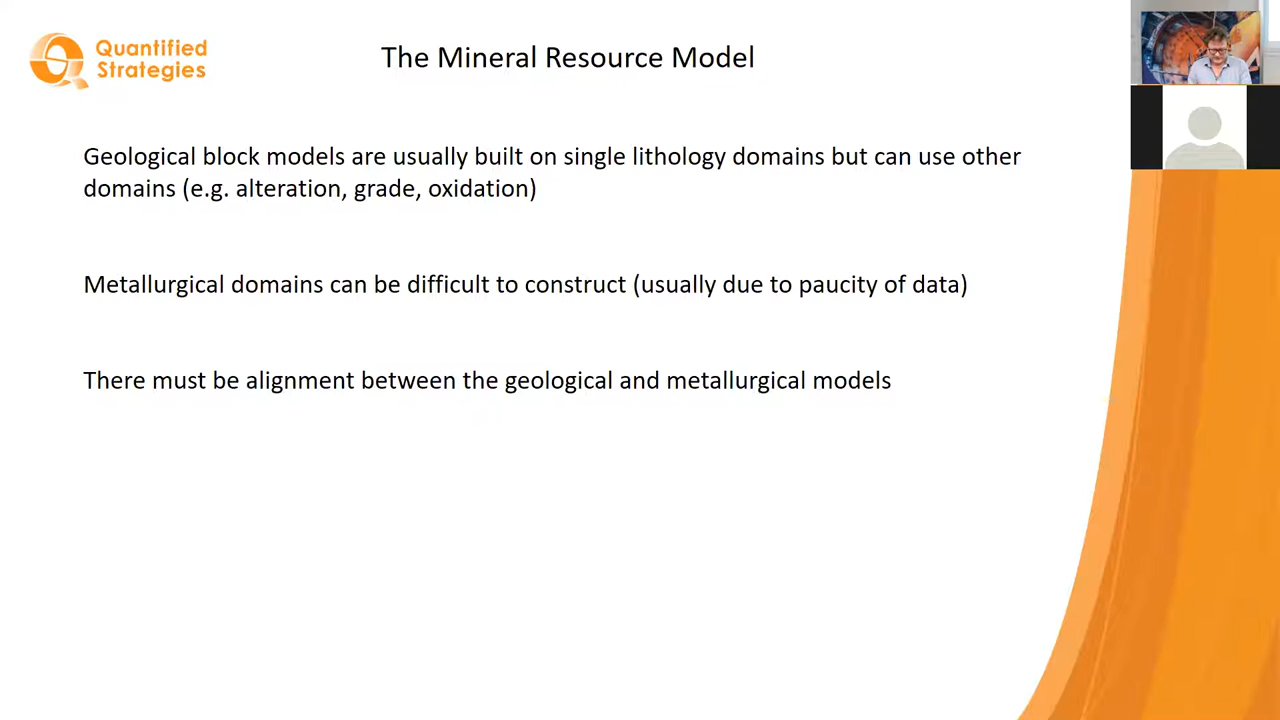 Quantified
Strategies
The Mineral Resource Model
Geological block models are usually built on single lithology domains but can use other
domains (e.g. alteration, grade, oxidation)
Metallurgical domains can be difficult to construct (usually due to paucity of data)
There must be alignment between the geological and metallurgical models